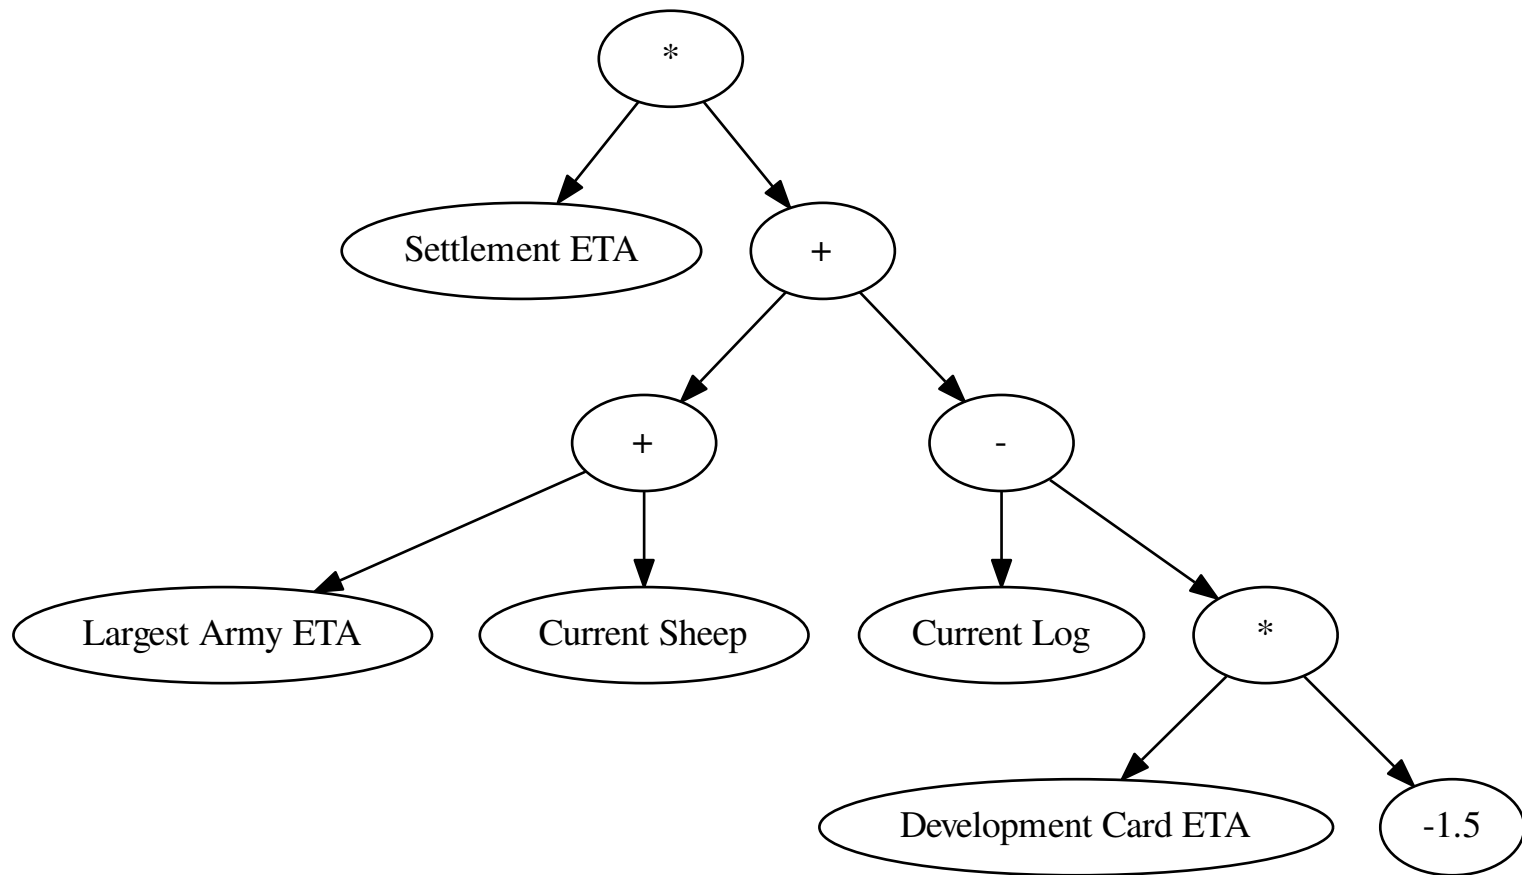 *
Settlement ETA
+
+
-
Largest Army ETA
Current Sheep
Current Log
*
Development Card ETA
-1.5